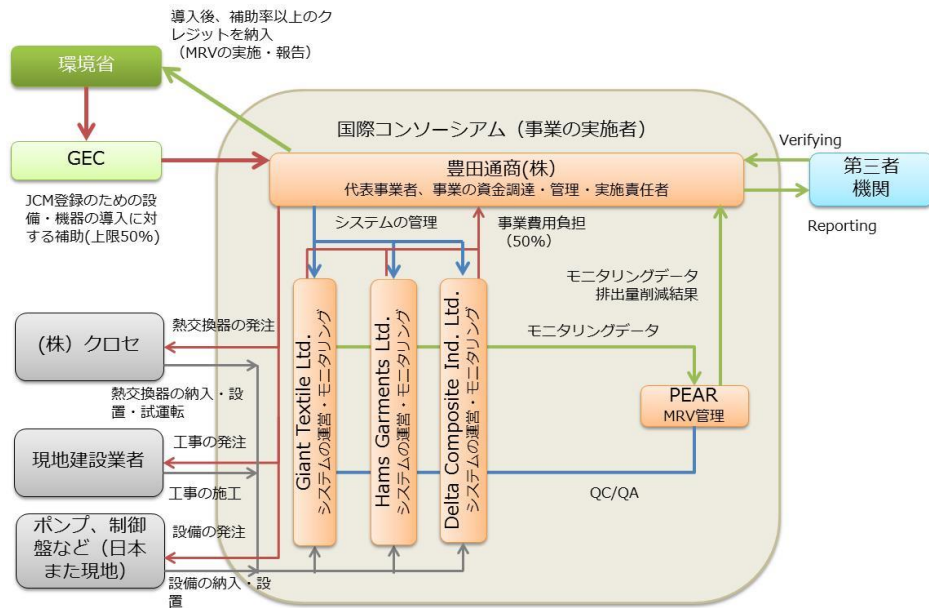 導入後、補助率以上のク
レジットを納入
（MRVの実施・報告）
環境省
国際コンソーシアム（事業の実施者）
GEC
豊田通商(株)
代表事業者、事業の資金調達・管理・実施責任者
Verifying
第三者
機関
Reporting
JCM登録のための設
備・機器の導入に対
する補助(上限50%)
システムの管理
事業費用負担
（50%）
モニタリングデータ
排出量削減結果
熱交換器の発注
(株）クロセ
熱交換器の納入・設
置・試運転
モニタリングデータ
Giant Textile Ltd.
システムの運営・モニタリング
Hams Garments Ltd.
システムの運営・モニタリング
Delta Composite Ind. Ltd.
システムの運営・モニタリング
PEAR
MRV管理
工事の発注
現地建設業者
工事の施工
QC/QA
ポンプ、制御
盤など（日本
また現地）
設備の発注
設備の納入・設
置